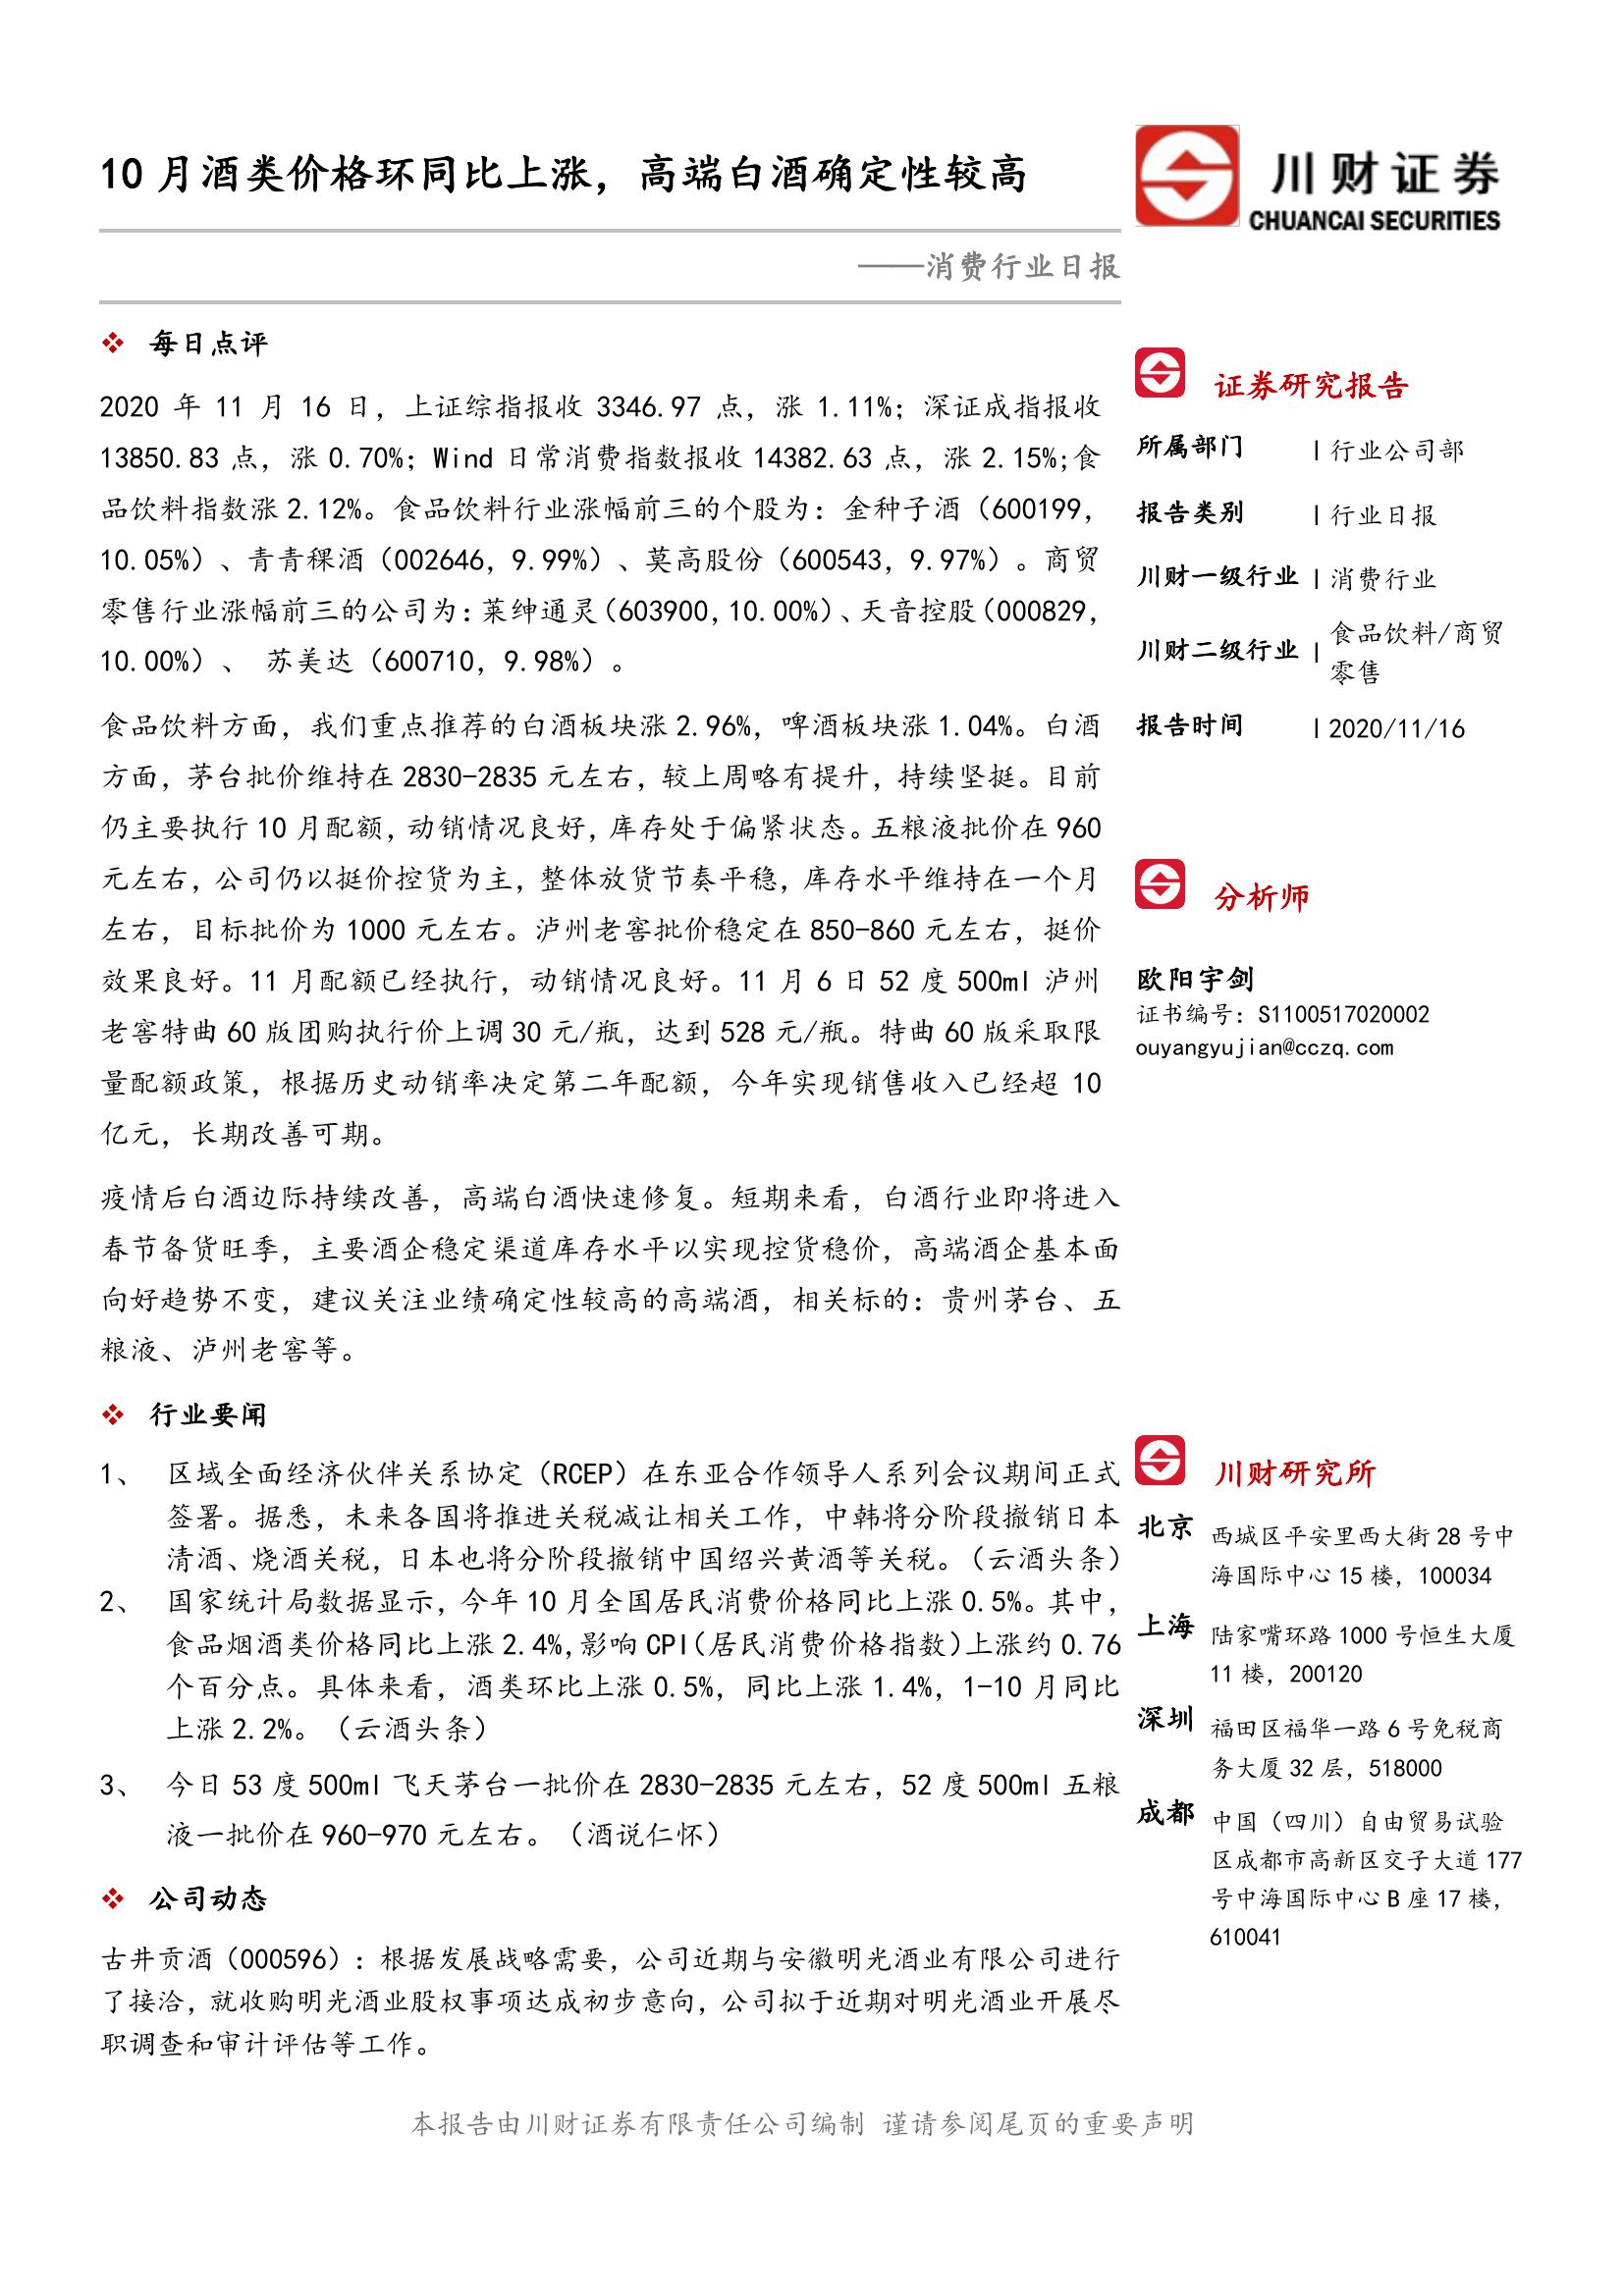 10 月酒类价格环同比上涨，高端白酒确定性较高
川财证券
CHUANCAI SECURITIES
——消费行业日报
❖ 每日点评
2020 年 11 月 16 日，上证综指报收 3346.97 点，涨 1.11%；深证成指报收
13850.83 点，涨 0.70%；Wind 日常消费指数报收 14382.63 点，涨 2.15%;食
品饮料指数涨 2.12%。食品饮料行业涨幅前三的个股为：金种子酒（600199，
10.05%）、青青稞酒（002646，9.99%）、莫高股份（600543，9.97%）。商贸
零售行业涨幅前三的公司为：莱绅通灵（603900，10.00%）、天音控股（000829，
10.00%）、 苏美达（600710，9.98%）。
食品饮料方面，我们重点推荐的白酒板块涨 2.96%，啤酒板块涨 1.04%。白酒
方面，茅台批价维持在 2830-2835 元左右，较上周略有提升，持续坚挺。目前
仍主要执行 10 月配额，动销情况良好，库存处于偏紧状态。五粮液批价在 960
元左右，公司仍以挺价控货为主，整体放货节奏平稳，库存水平维持在一个月
左右，目标批价为 1000 元左右。泸州老窖批价稳定在 850-860 元左右，挺价
效果良好。11 月配额已经执行，动销情况良好。11 月 6 日 52 度 500ml 泸州
老窖特曲 60 版团购执行价上调 30 元/瓶，达到 528 元/瓶。特曲 60 版采取限
量配额政策，根据历史动销率决定第二年配额，今年实现销售收入已经超 10
亿元，长期改善可期。
疫情后白酒边际持续改善，高端白酒快速修复。短期来看，白酒行业即将进入
春节备货旺季，主要酒企稳定渠道库存水平以实现控货稳价，高端酒企基本面
向好趋势不变，建议关注业绩确定性较高的高端酒，相关标的：贵州茅台、五
粮液、泸州老窖等。
❖ 行业要闻
1、 区域全面经济伙伴关系协定（RCEP）在东亚合作领导人系列会议期间正式
签署。据悉，未来各国将推进关税减让相关工作，中韩将分阶段撤销日本
清酒、烧酒关税，日本也将分阶段撤销中国绍兴黄酒等关税。（云酒头条）
2、 国家统计局数据显示，今年 10 月全国居民消费价格同比上涨 0.5%。其中，
食品烟酒类价格同比上涨 2.4%,影响 CPI（居民消费价格指数）上涨约 0.76
个百分点。具体来看，酒类环比上涨 0.5%，同比上涨 1.4%，1-10 月同比
上涨 2.2%。（云酒头条）
3、 今日 53 度 500ml 飞天茅台一批价在 2830-2835 元左右，52 度 500ml 五粮
液一批价在 960-970 元左右。（酒说仁怀）
❖ 公司动态
古井贡酒（000596）：根据发展战略需要，公司近期与安徽明光酒业有限公司进行
了接洽，就收购明光酒业股权事项达成初步意向，公司拟于近期对明光酒业开展尽
职调查和审计评估等工作。
证券研究报告
所属部门 | 行业公司部
报告类别 | 行业日报
川财一级行业 | 消费行业
川财二级行业 | 食品饮料/商贸
零售
报告时间 | 2020/11/16
分析师
欧阳宇剑
证书编号：S1100517020002
ouyangyujian@cczq.com
川财研究所
北京 西城区平安里西大街 28 号中
海国际中心 15 楼，100034
上海 陆家嘴环路 1000 号恒生大厦
11 楼，200120
深圳 福田区福华一路 6 号免税商
务大厦 32 层，518000
成都 中国（四川）自由贸易试验
区成都市高新区交子大道 177
号中海国际中心 B 座 17 楼，
610041
本报告由川财证券有限责任公司编制 谨请参阅尾页的重要声明